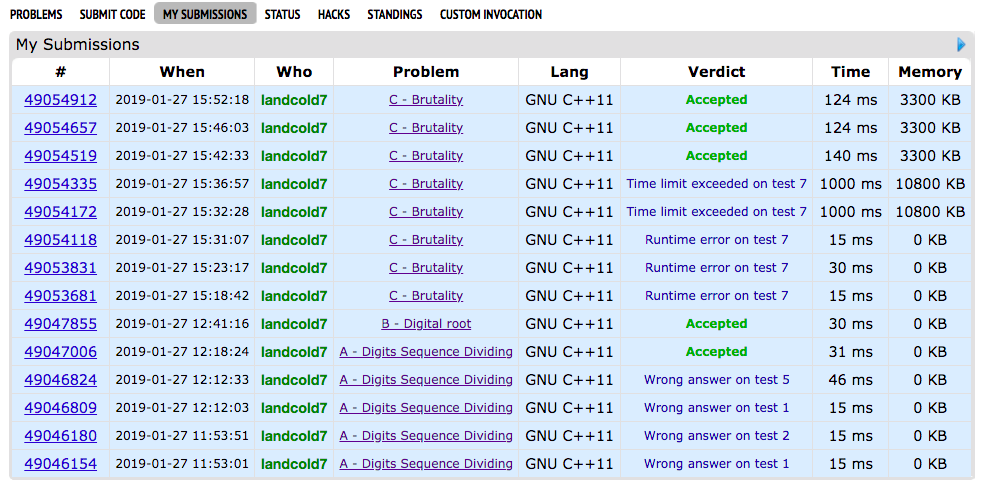 PROBLEMS SUBMIT CODE MY SUBMISSIONS STATUS HACKS STANDINGS CUSTOM INVOCATION
My Submissions
# When Who Problem Lang Verdict Time Memory
49054912 2019-01-27 15:52:18 landcold7 C - Brutality GNU C++11 Accepted 124 ms 3300 KB
49054657 2019-01-27 15:46:03 landcold7 C - Brutality GNU C++11 Accepted 124 ms 3300 KB
49054519 2019-01-27 15:42:33 landcold7 C - Brutality GNU C++11 Accepted 140 ms 3300 KB
49054335 2019-01-27 15:36:57 landcold7 C - Brutality GNU C++11 Time limit exceeded on test 7 1000 ms 10800 KB
49054172 2019-01-27 15:32:28 landcold7 C - Brutality GNU C++11 Time limit exceeded on test 7 1000 ms 10800 KB
49054118 2019-01-27 15:31:07 landcold7 C - Brutality GNU C++11 Runtime error on test 7 15 ms 0 KB
49053831 2019-01-27 15:23:17 landcold7 C - Brutality GNU C++11 Runtime error on test 7 30 ms 0 KB
49053681 2019-01-27 15:18:42 landcold7 C - Brutality GNU C++11 Runtime error on test 7 15 ms 0 KB
49047855 2019-01-27 12:41:16 landcold7 B - Digital root GNU C++11 Accepted 30 ms 0 KB
49047006 2019-01-27 12:18:24 landcold7 A - Digits Sequence Dividing GNU C++11 Accepted 31 ms 0 KB
49046824 2019-01-27 12:12:33 landcold7 A - Digits Sequence Dividing GNU C++11 Wrong answer on test 5 46 ms 0 KB
49046809 2019-01-27 12:12:03 landcold7 A - Digits Sequence Dividing GNU C++11 Wrong answer on test 1 15 ms 0 KB
49046180 2019-01-27 11:53:51 landcold7 A - Digits Sequence Dividing GNU C++11 Wrong answer on test 2 15 ms 0 KB
49046154 2019-01-27 11:53:01 landcold7 A - Digits Sequence Dividing GNU C++11 Wrong answer on test 1 15 ms 0 KB